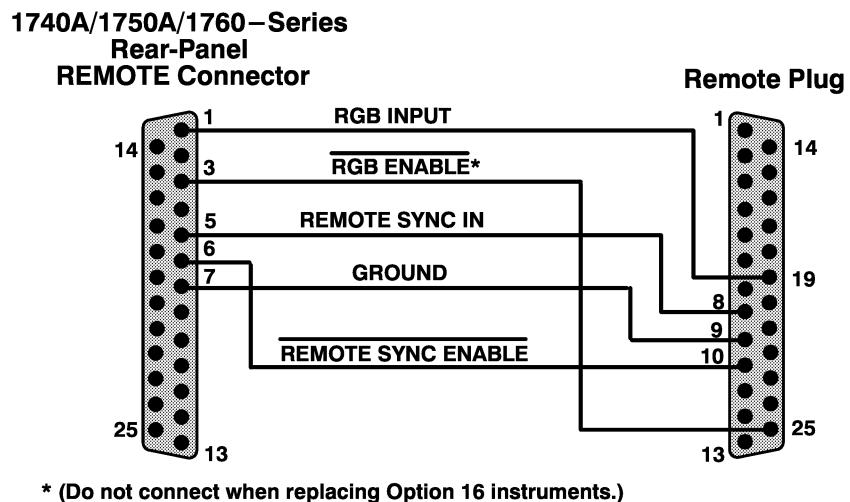 1740A/1750A/1760–Series
Rear-Panel
REMOTE Connector
Remote Plug
1
RGB INPUT
1
14
14
3
RGB ENABLE*
5
REMOTE SYNC IN
6
7
GROUND
19
8
9
REMOTE SYNC ENABLE
10
25
25
13
13
* (Do not connect when replacing Option 16 instruments.)